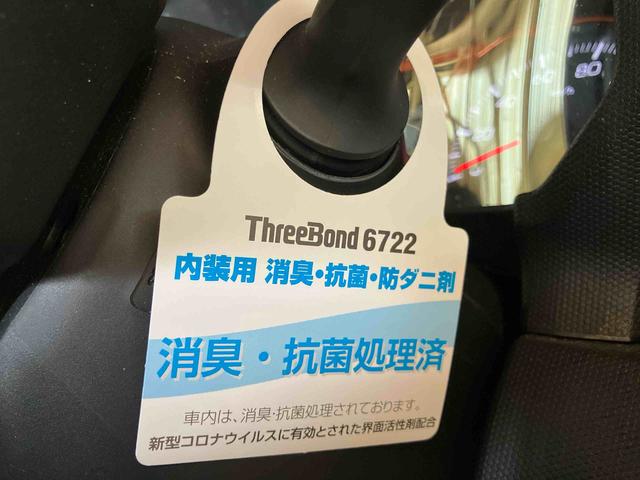 ThreeBond 6722
内装用 消臭・抗菌・防ダニ剤
消臭・抗菌処理済
車内は、消臭・抗菌処理されております。
新型コロナウイルスに有効とされた界面活性剤配合
80
20